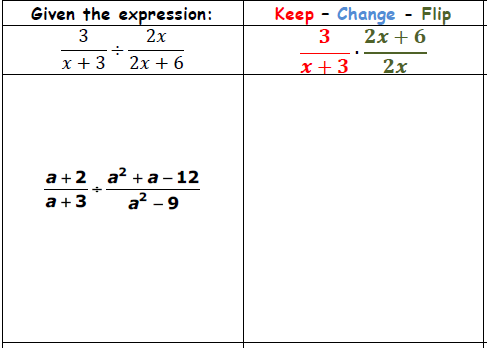 Given the expression:
Keep - Change - Flip
3/(x + 3) ÷ 2x/(2x + 6)
3/(x + 3) · (2x + 6)/2x
(a + 2)/(a + 3) ÷ (a² + a – 12)/(a² – 9)